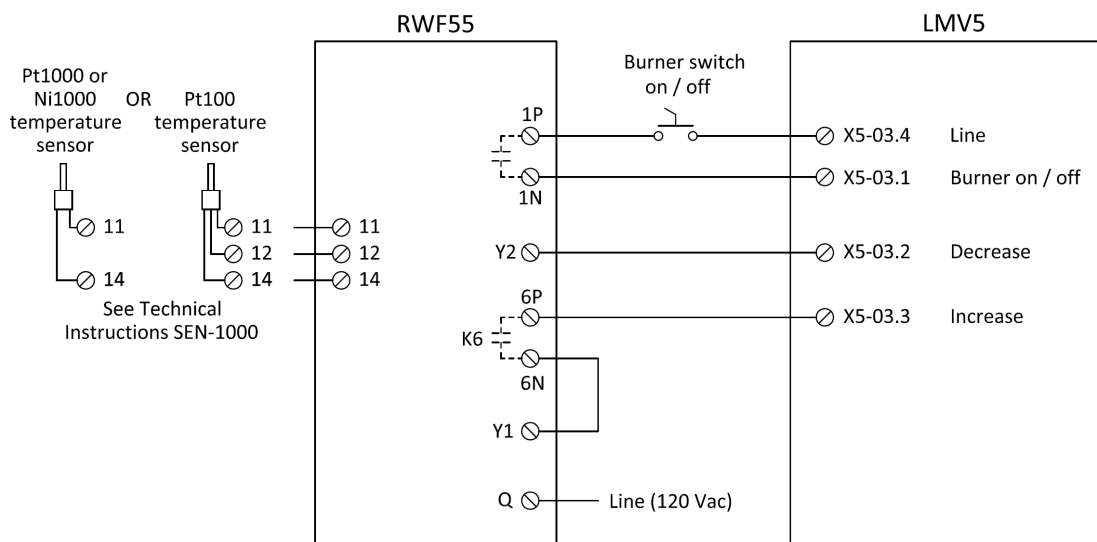 RWF55
LMV5
Pt1000 or
Ni1000
temperature
sensor
OR
Pt100
temperature
sensor
11
14
11
12
14
See Technical
Instructions SEN-1000
11
12
14
Burner switch
on / off
1P
1N
Y2
6P
K6
6N
Y1
Q
Line (120 Vac)
X5-03.4 Line
X5-03.1 Burner on / off
X5-03.2 Decrease
X5-03.3 Increase